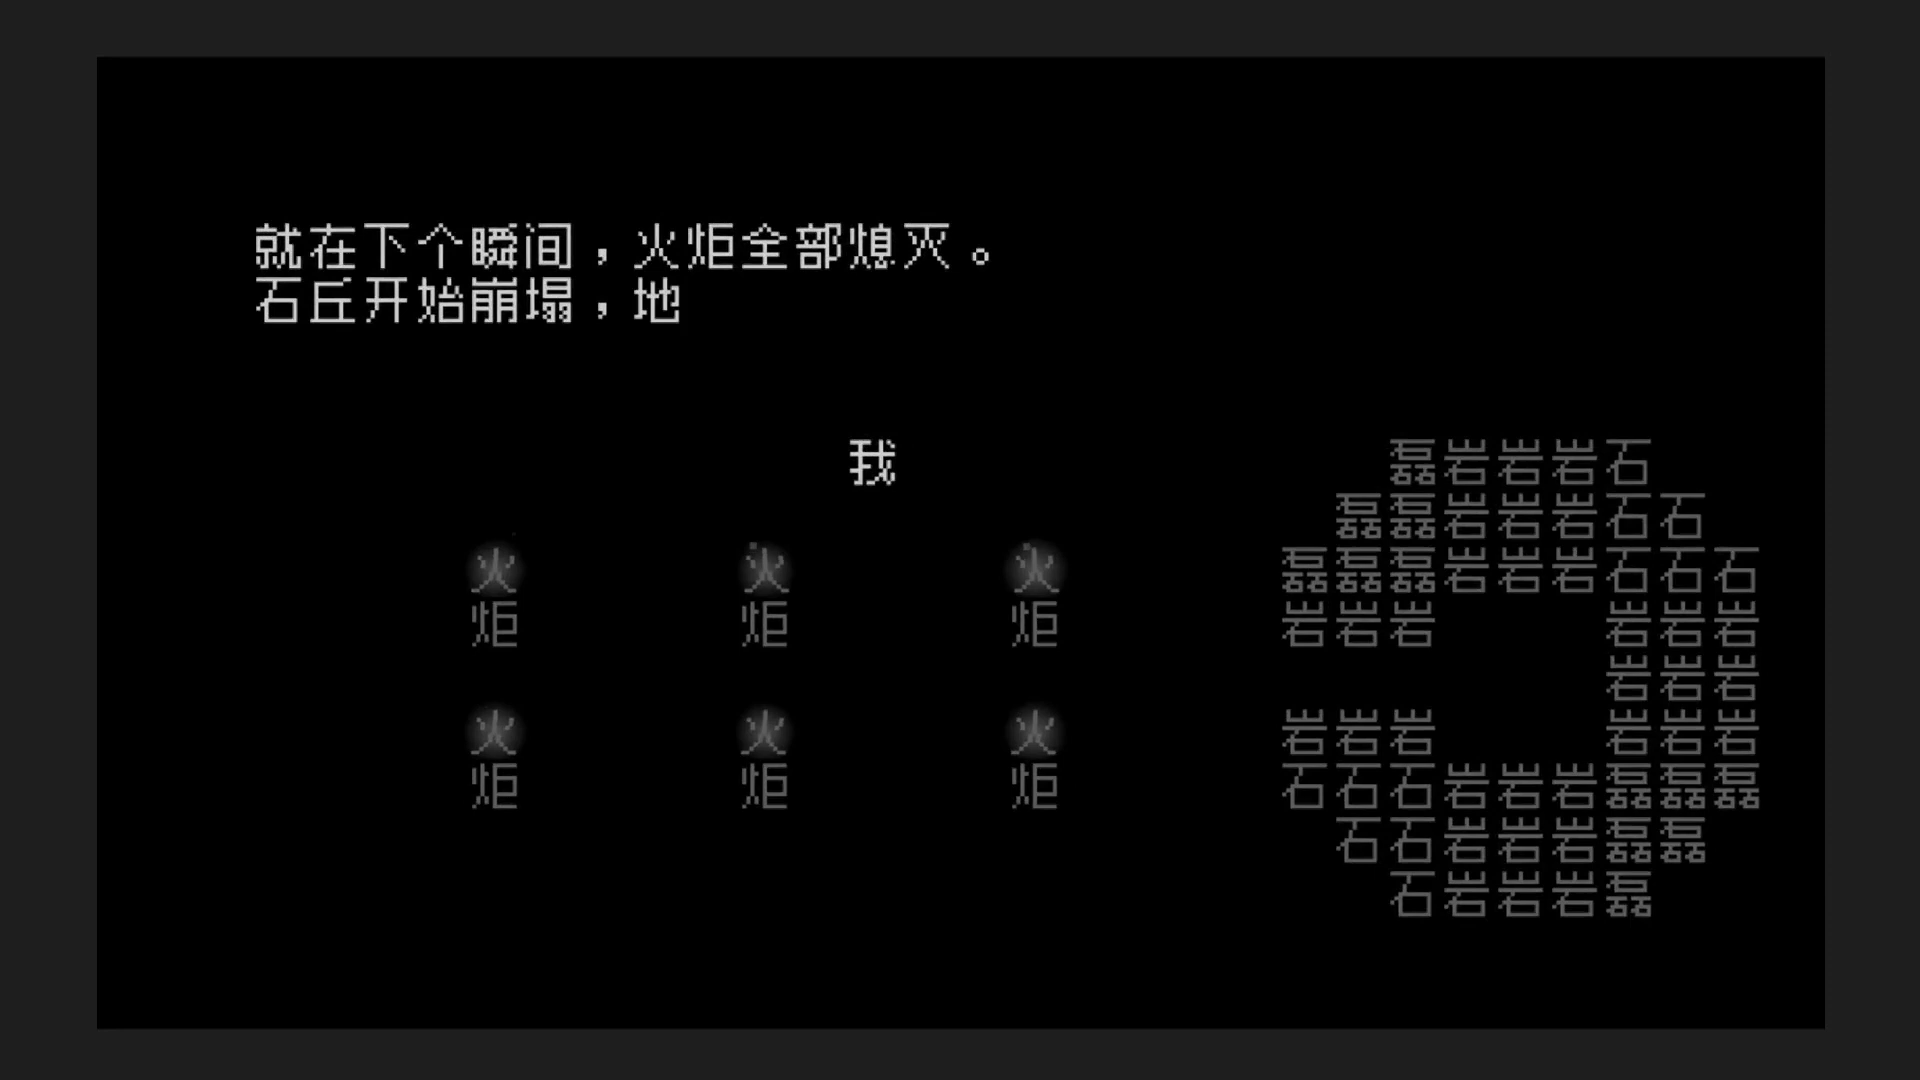 就在下个瞬间，火炬全部熄灭。
石丘开始崩塌，地
我
磊岩岩岩石
磊磊岩岩岩石石
火 火 火 磊磊磊岩岩岩石石石
炬 炬 炬 岩岩岩 岩岩岩
岩岩岩
火 火 火 岩岩岩 岩岩岩
炬 炬 炬 石石石岩岩岩磊磊磊
石石岩岩岩磊磊
石岩岩岩磊